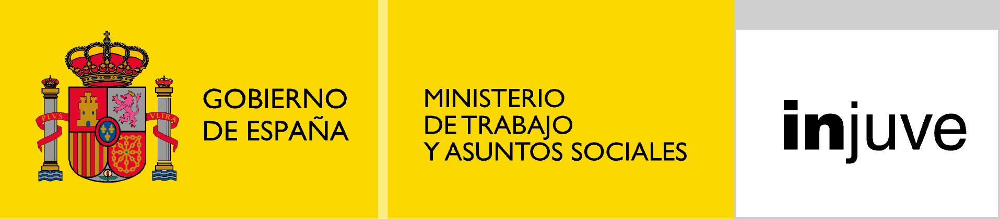 PLVS VLTRA
GOBIERNO
DE ESPAÑA
MINISTERIO
DE TRABAJO
Y ASUNTOS SOCIALES
injuve